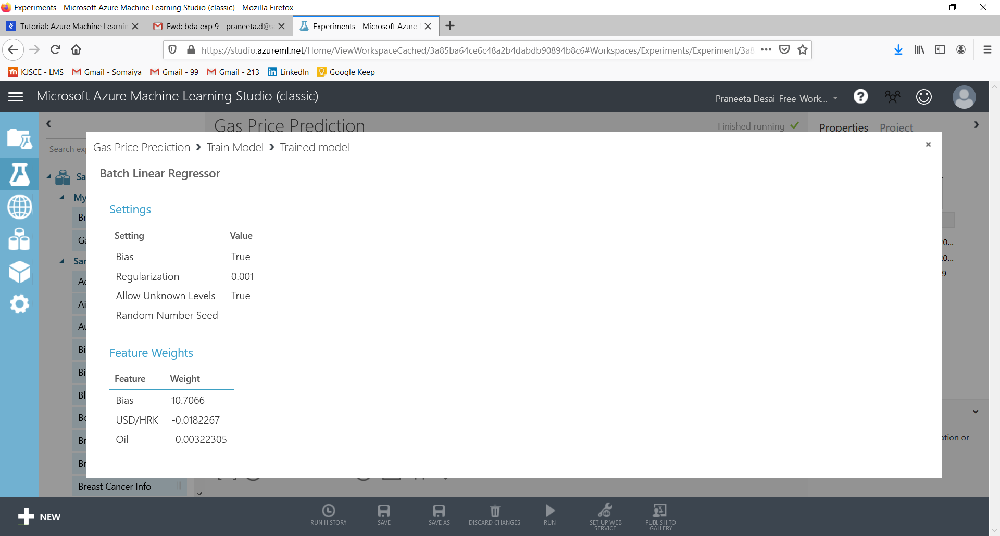 Experiments - Microsoft Azure Machine Learning Studio (classic) - Mozilla Firefox
Tutorial: Azure Machine Learnin
Fwd: bda exp 9 - praneeta.d@s
Experiments - Microsoft Azure
https://studio.azureml.net/Home/ViewWorkspaceCached/3a85ba64ce6c48a2b4dabdb90894b8c6#Workspaces/Experiments/Experiment/3a8
KJSCE - LMS
Gmail - Somaiya
Gmail - 99
Gmail - 213
LinkedIn
Google Keep
Microsoft Azure Machine Learning Studio (classic)
Praneeta Desai-Free-Work...
Gas Price Prediction
Finished running
Properties
Project
Search exp
Gas Price Prediction > Train Model > Trained model
Batch Linear Regressor
Settings
Setting Value
Bias True
Regularization 0.001
Allow Unknown Levels True
Random Number Seed
Feature Weights
Feature Weight
Bias 10.7066
USD/HRK -0.0182267
Oil -0.00322305
Sa
My
Br
Ga
Sar
Ac
Ai
Au
Bil
Bil
Blo
Bo
Br
Br
Breast Cancer Info
20...
20...
9
ation or
NEW
RUN HISTORY
SAVE
SAVE AS
DISCARD CHANGES
RUN
SET UP WEB
SERVICE
PUBLISH TO
GALLERY